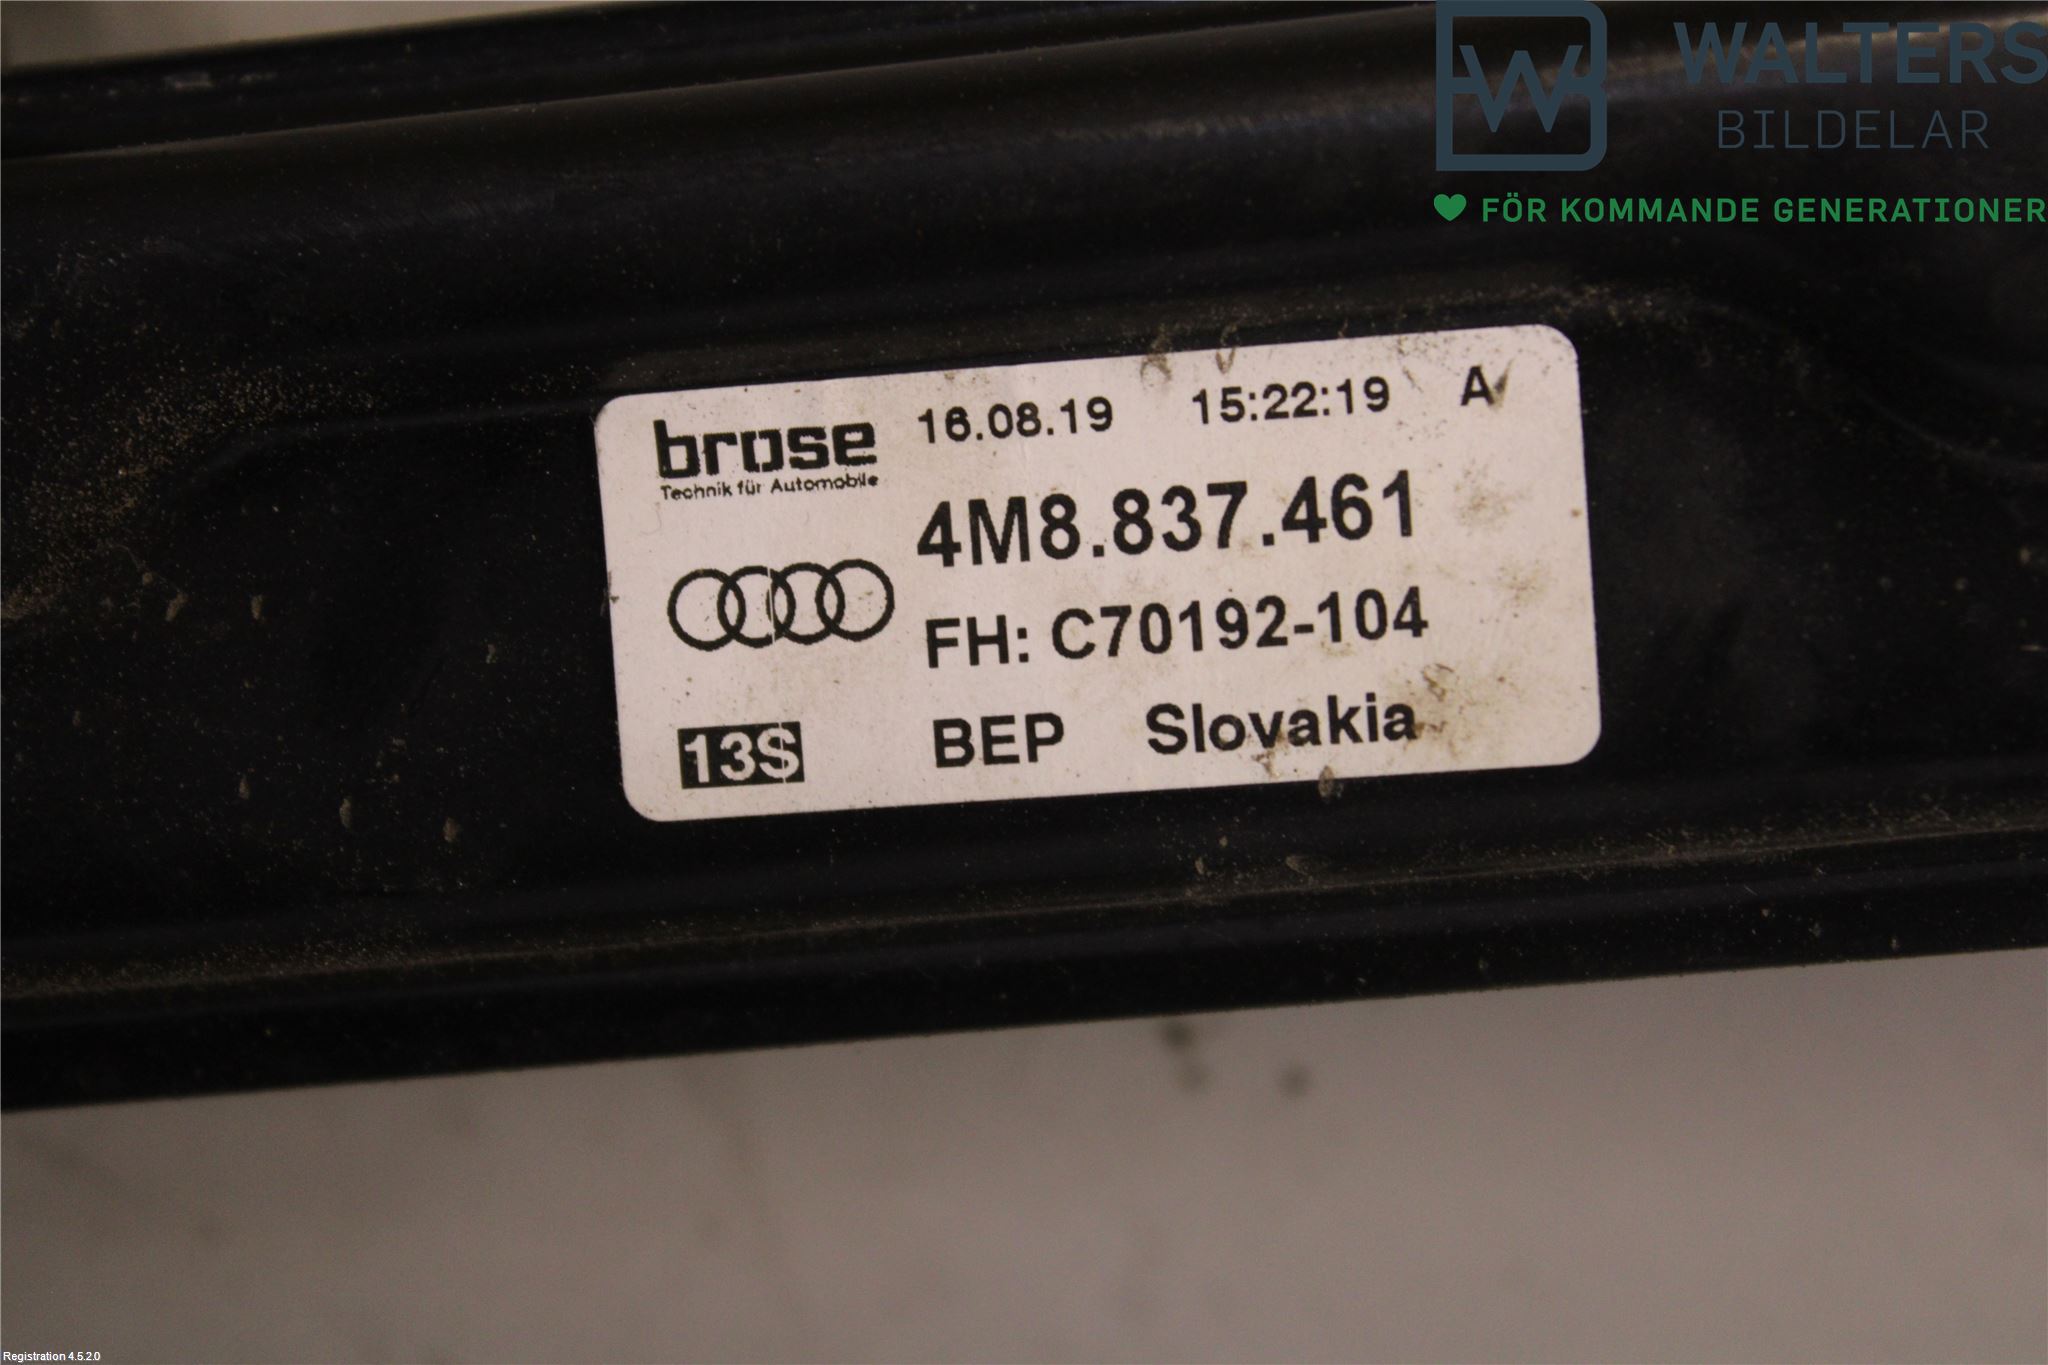 WALTERS
BILDELAR
FÖR KOMMANDE GENERATIONER
brose 16.08.19 15:22:19 A
Technik für Automobile
4M8.837.461
FH: C70192-104
13S BEP Slovakia
Registration 4.5.2.0